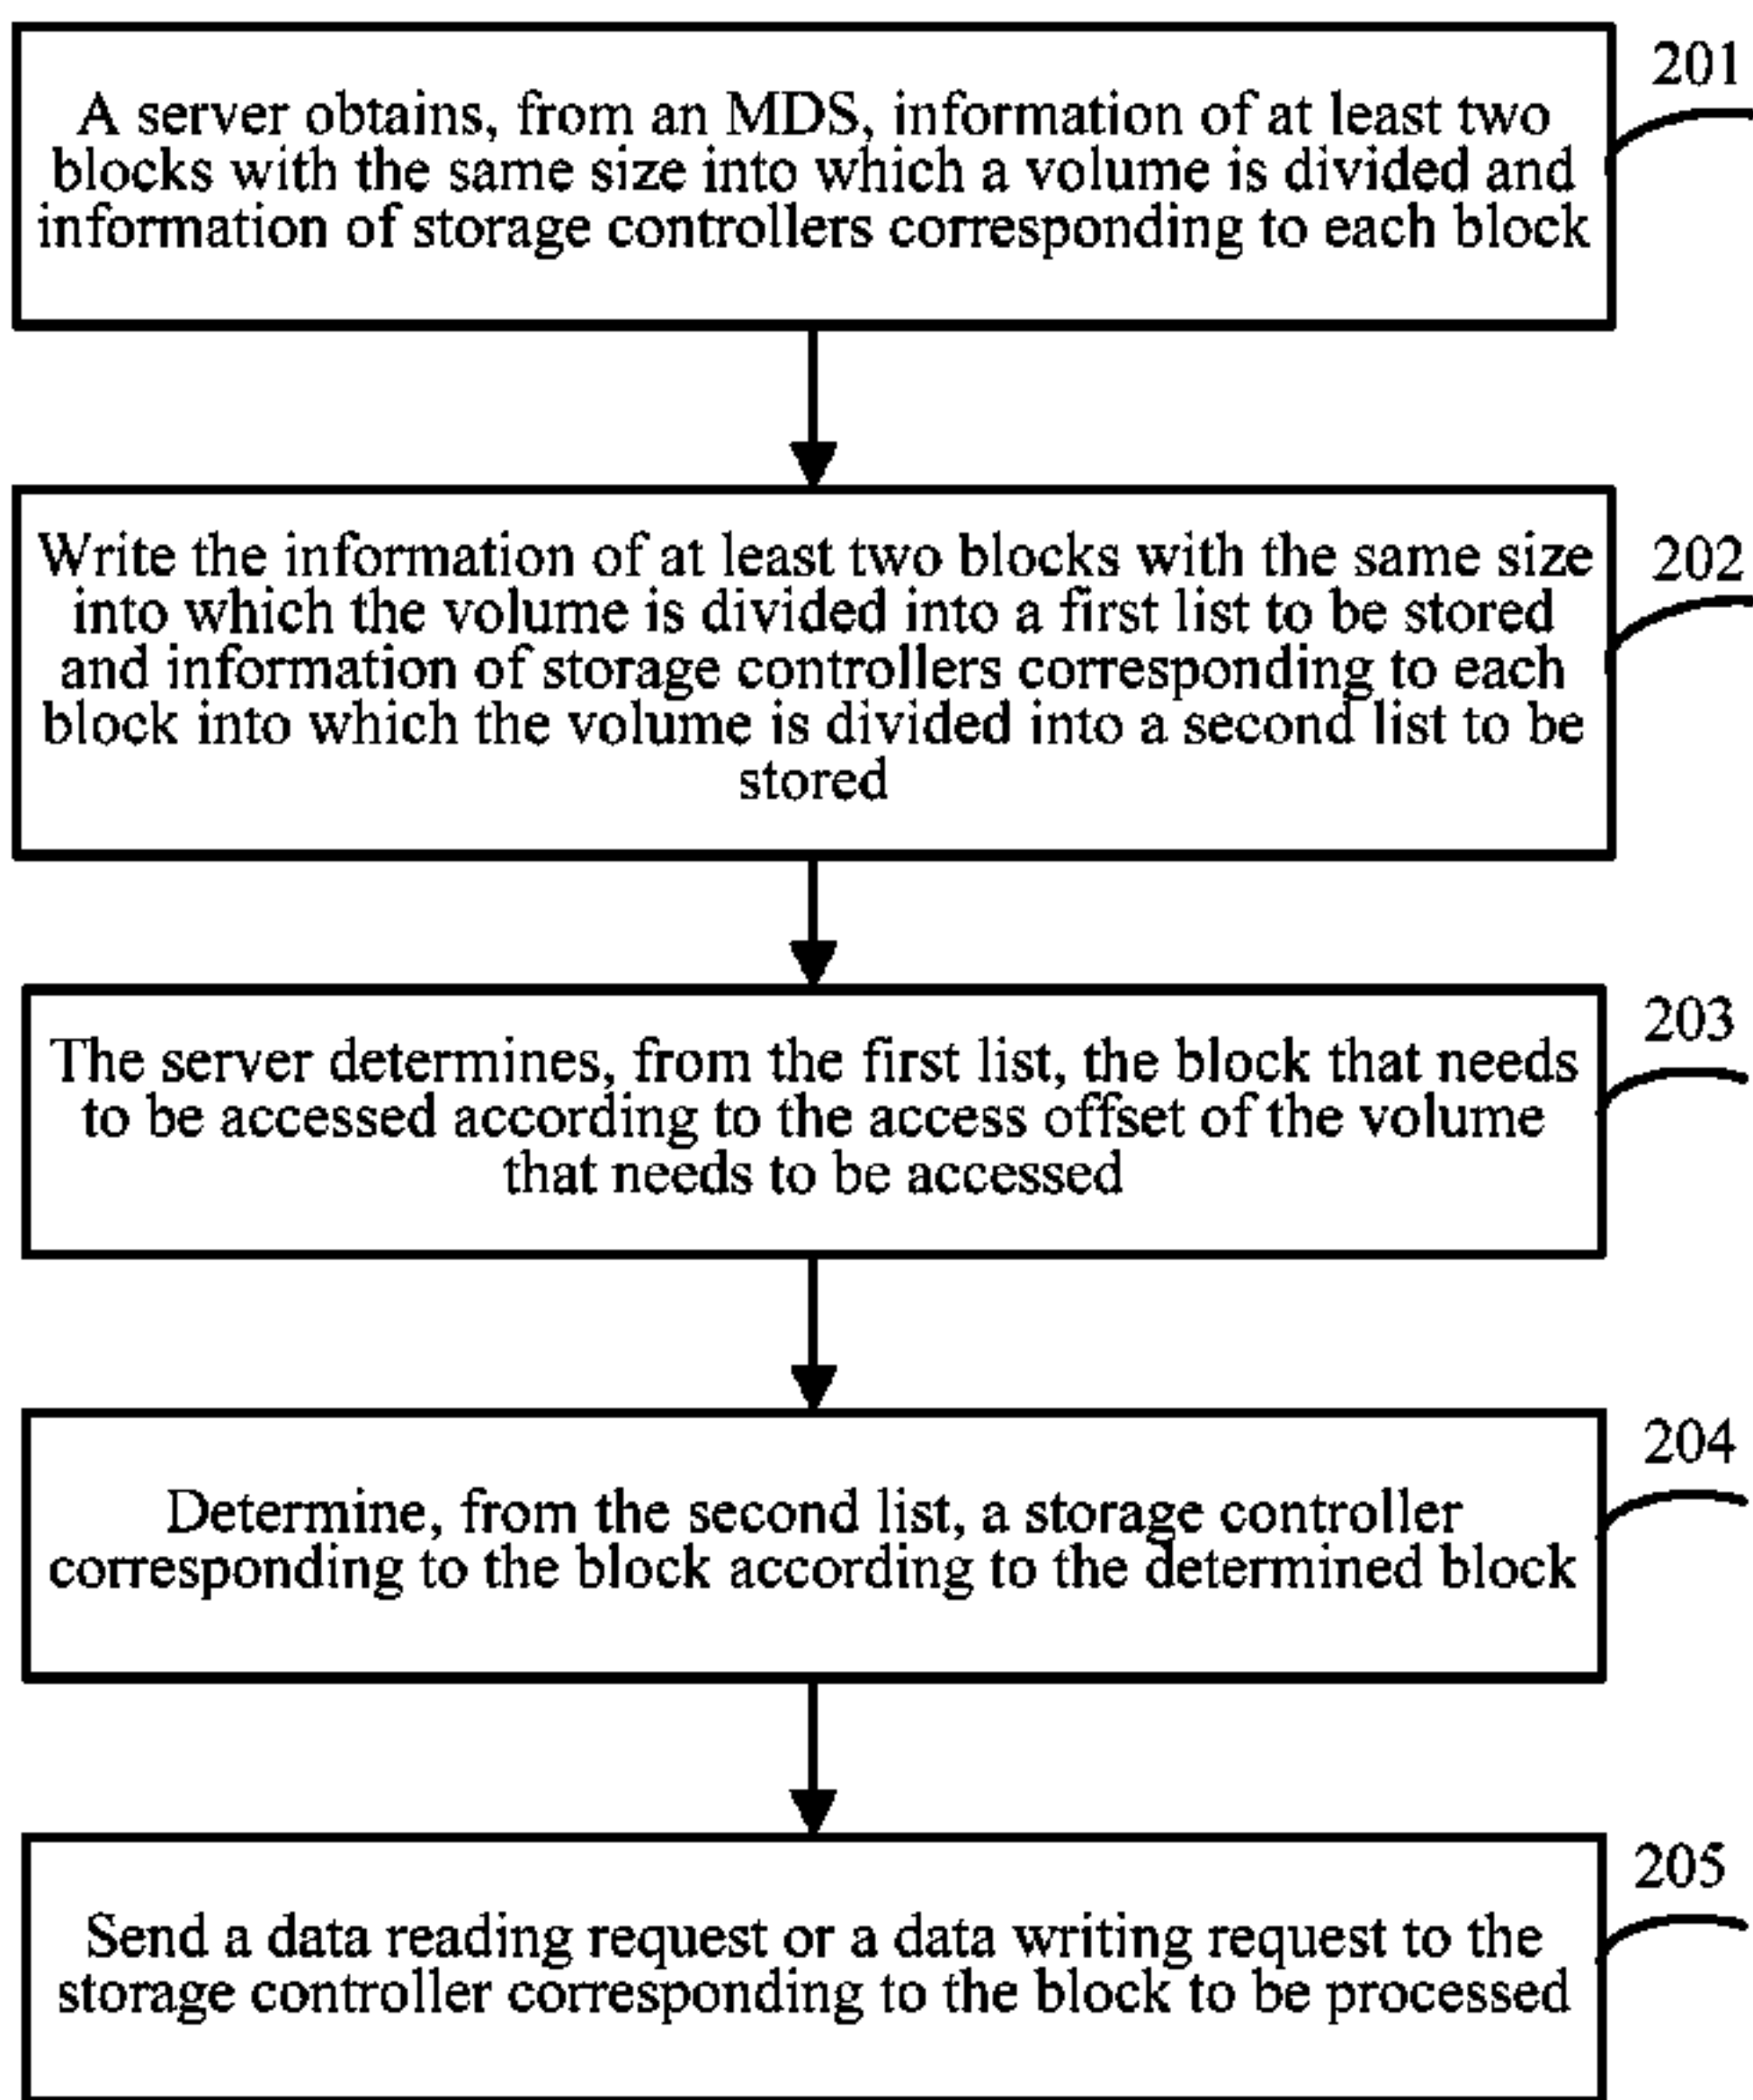 201
A server obtains, from an MDS, information of at least two
blocks with the same size into which a volume is divided and
information of storage controllers corresponding to each block
202
Write the information of at least two blocks with the same size
into which the volume is divided into a first list to be stored
and information of storage controllers corresponding to each
block into which the volume is divided into a second list to be
stored
203
The server determines, from the first list, the block that needs
to be accessed according to the access offset of the volume
that needs to be accessed
204
Determine, from the second list, a storage controller
corresponding to the block according to the determined block
205
Send a data reading request or a data writing request to the
storage controller corresponding to the block to be processed